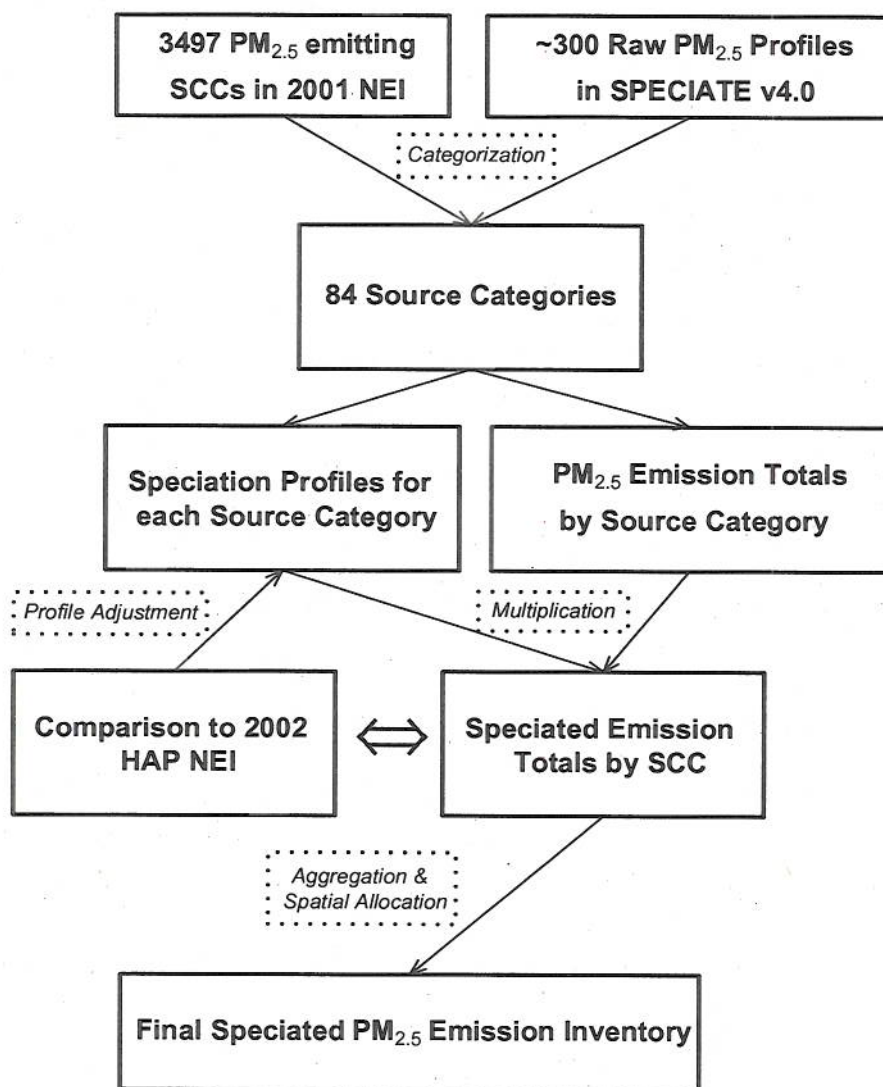 3497 PM2.5 emitting
SCCs in 2001 NEI
~300 Raw PM2.5 Profiles
in SPECIATE v4.0
Categorization
84 Source Categories
Speciation Profiles for
each Source Category
PM2.5 Emission Totals
by Source Category
Profile Adjustment
Multiplication
Comparison to 2002
HAP NEI
Speciated Emission
Totals by SCC
Aggregation &
Spatial Allocation
Final Speciated PM2.5 Emission Inventory